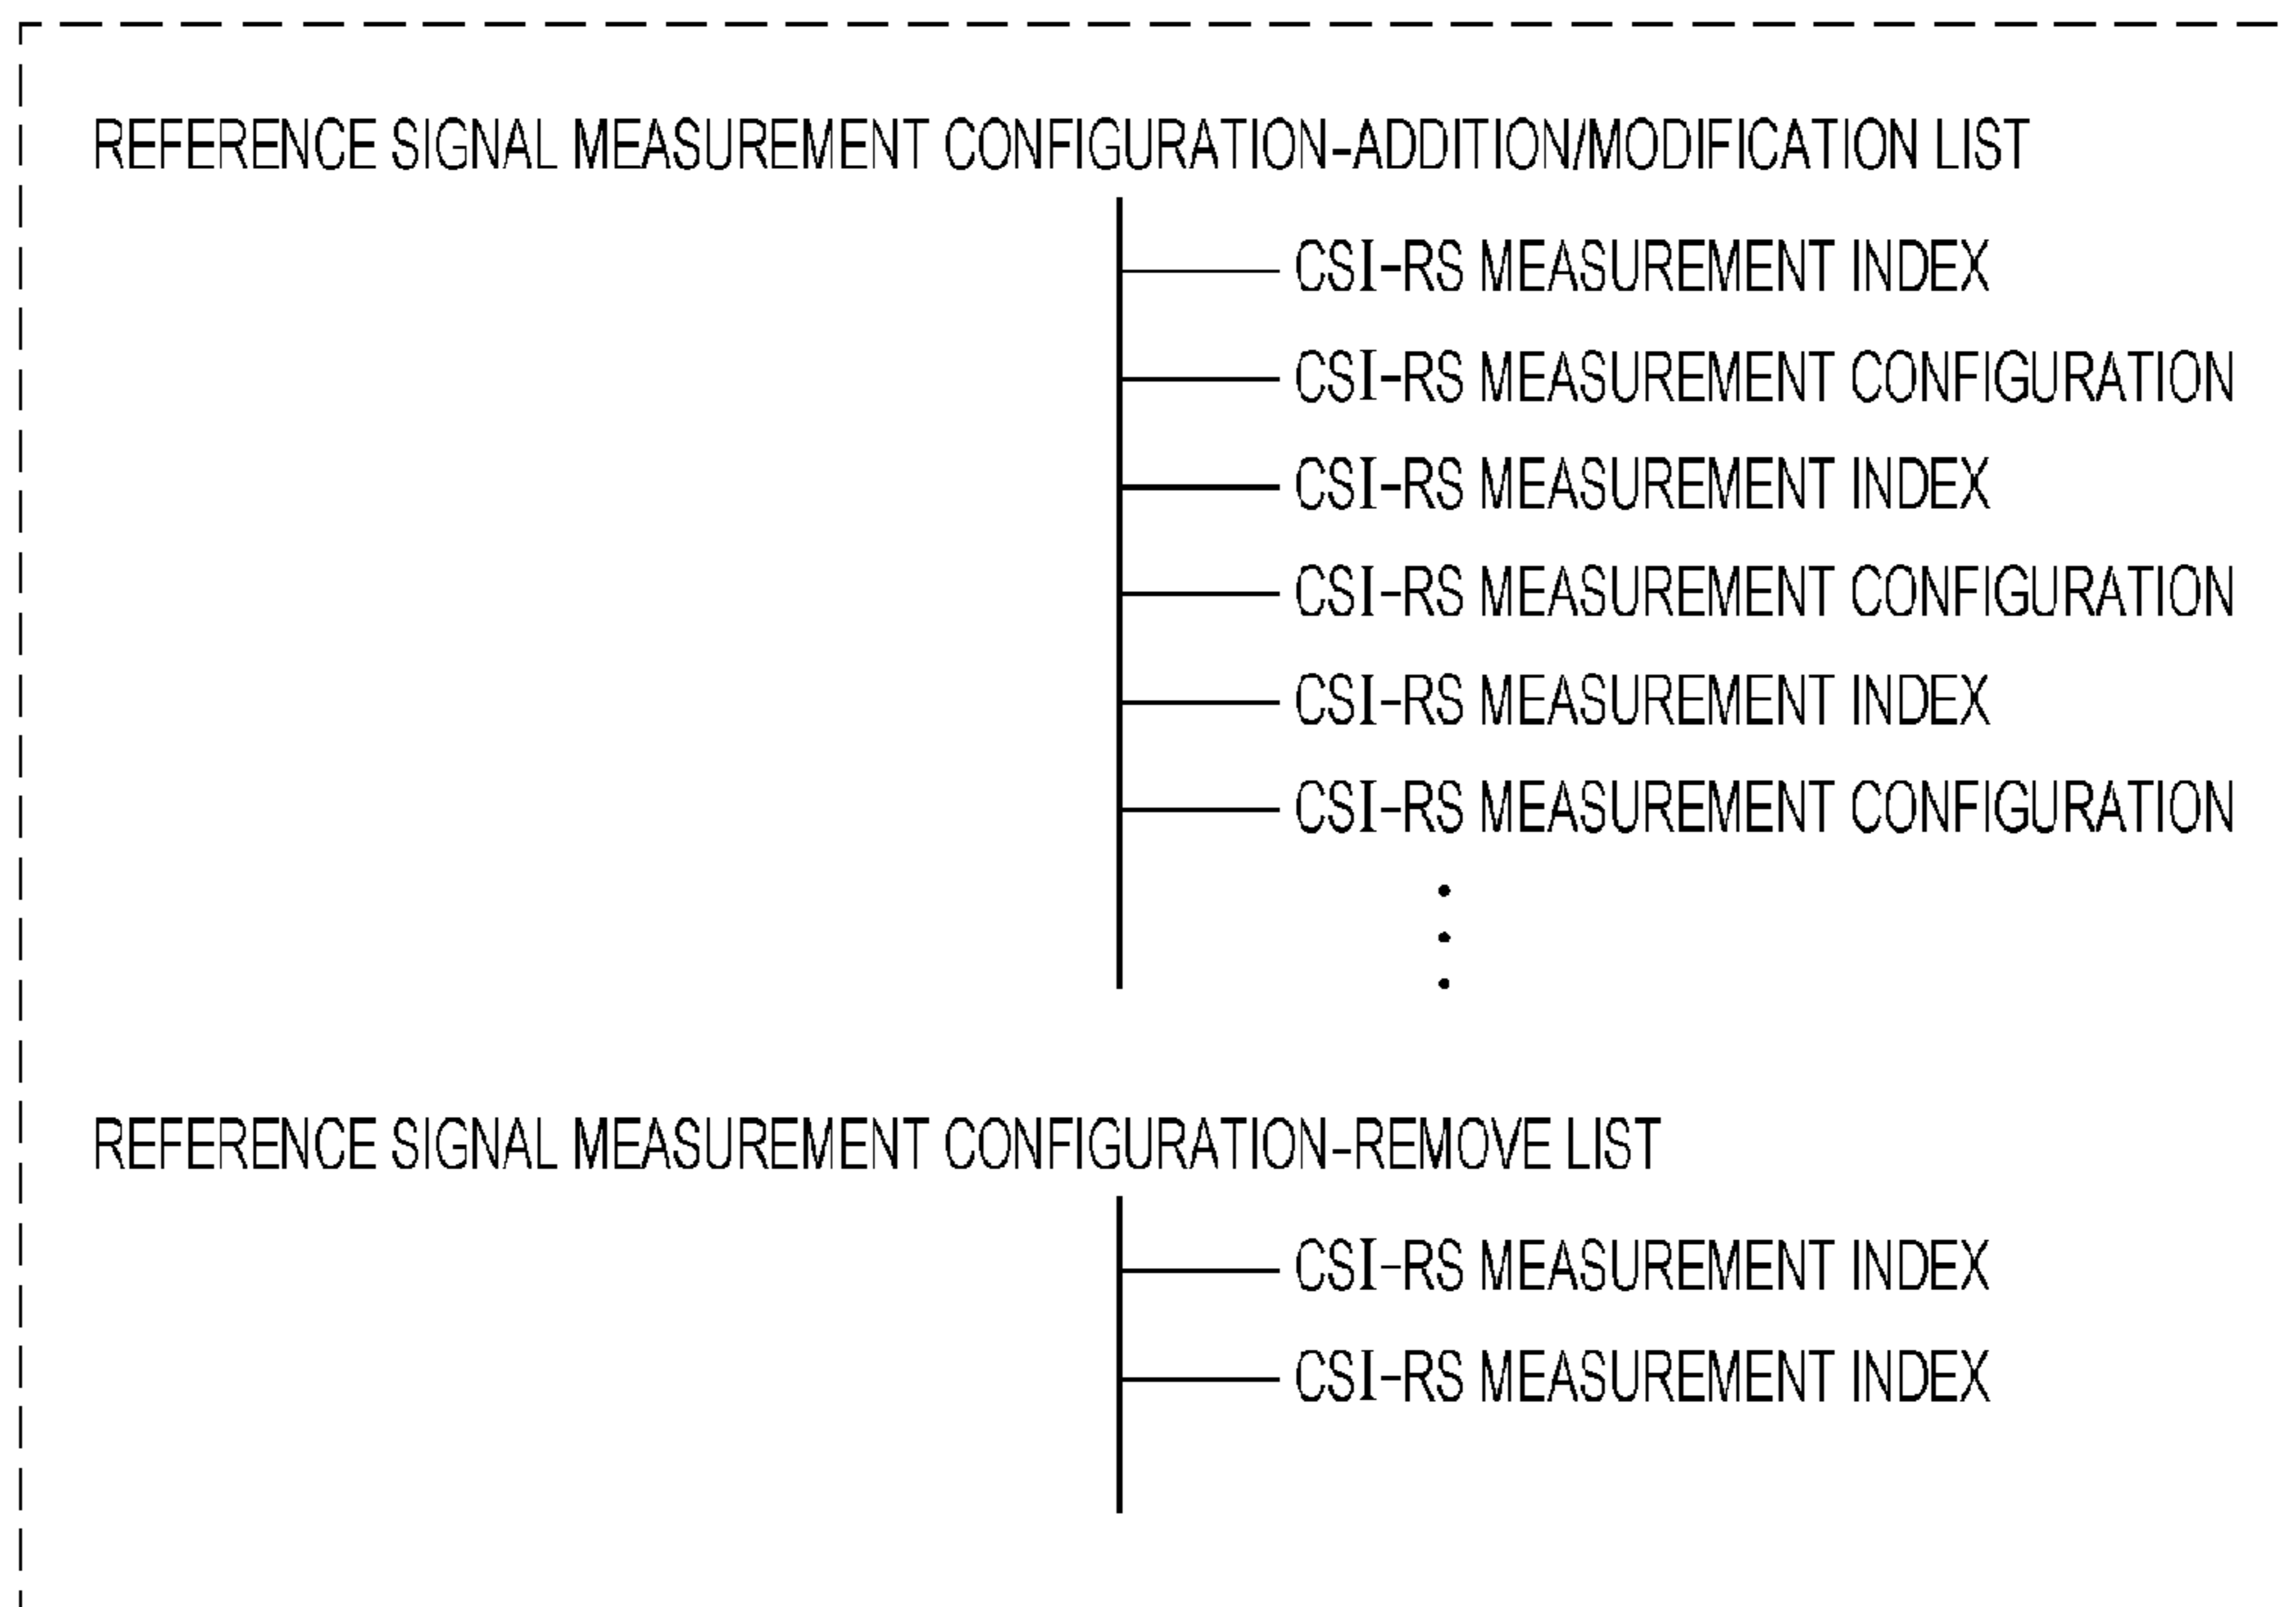 REFERENCE SIGNAL MEASUREMENT CONFIGURATION-ADDITION/MODIFICATION LIST
CSI-RS MEASUREMENT INDEX
CSI-RS MEASUREMENT CONFIGURATION
CSI-RS MEASUREMENT INDEX
CSI-RS MEASUREMENT CONFIGURATION
CSI-RS MEASUREMENT INDEX
CSI-RS MEASUREMENT CONFIGURATION
REFERENCE SIGNAL MEASUREMENT CONFIGURATION-REMOVE LIST
CSI-RS MEASUREMENT INDEX
CSI-RS MEASUREMENT INDEX